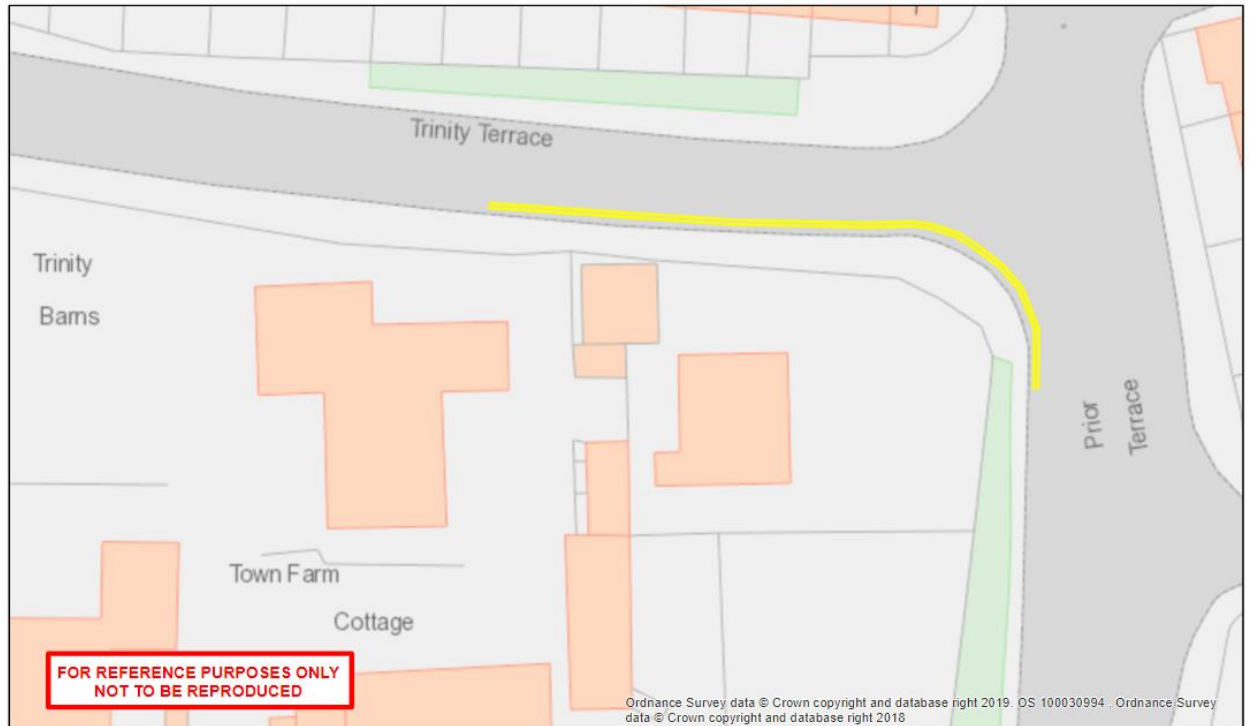 Trinity Terrace
Trinity
Barns
Prior
Terrace
Town Farm
Cottage
FOR REFERENCE PURPOSES ONLY
NOT TO BE REPRODUCED
Ordnance Survey data © Crown copyright and database right 2019. OS 100030994 . Ordnance Survey
data © Crown copyright and database right 2018